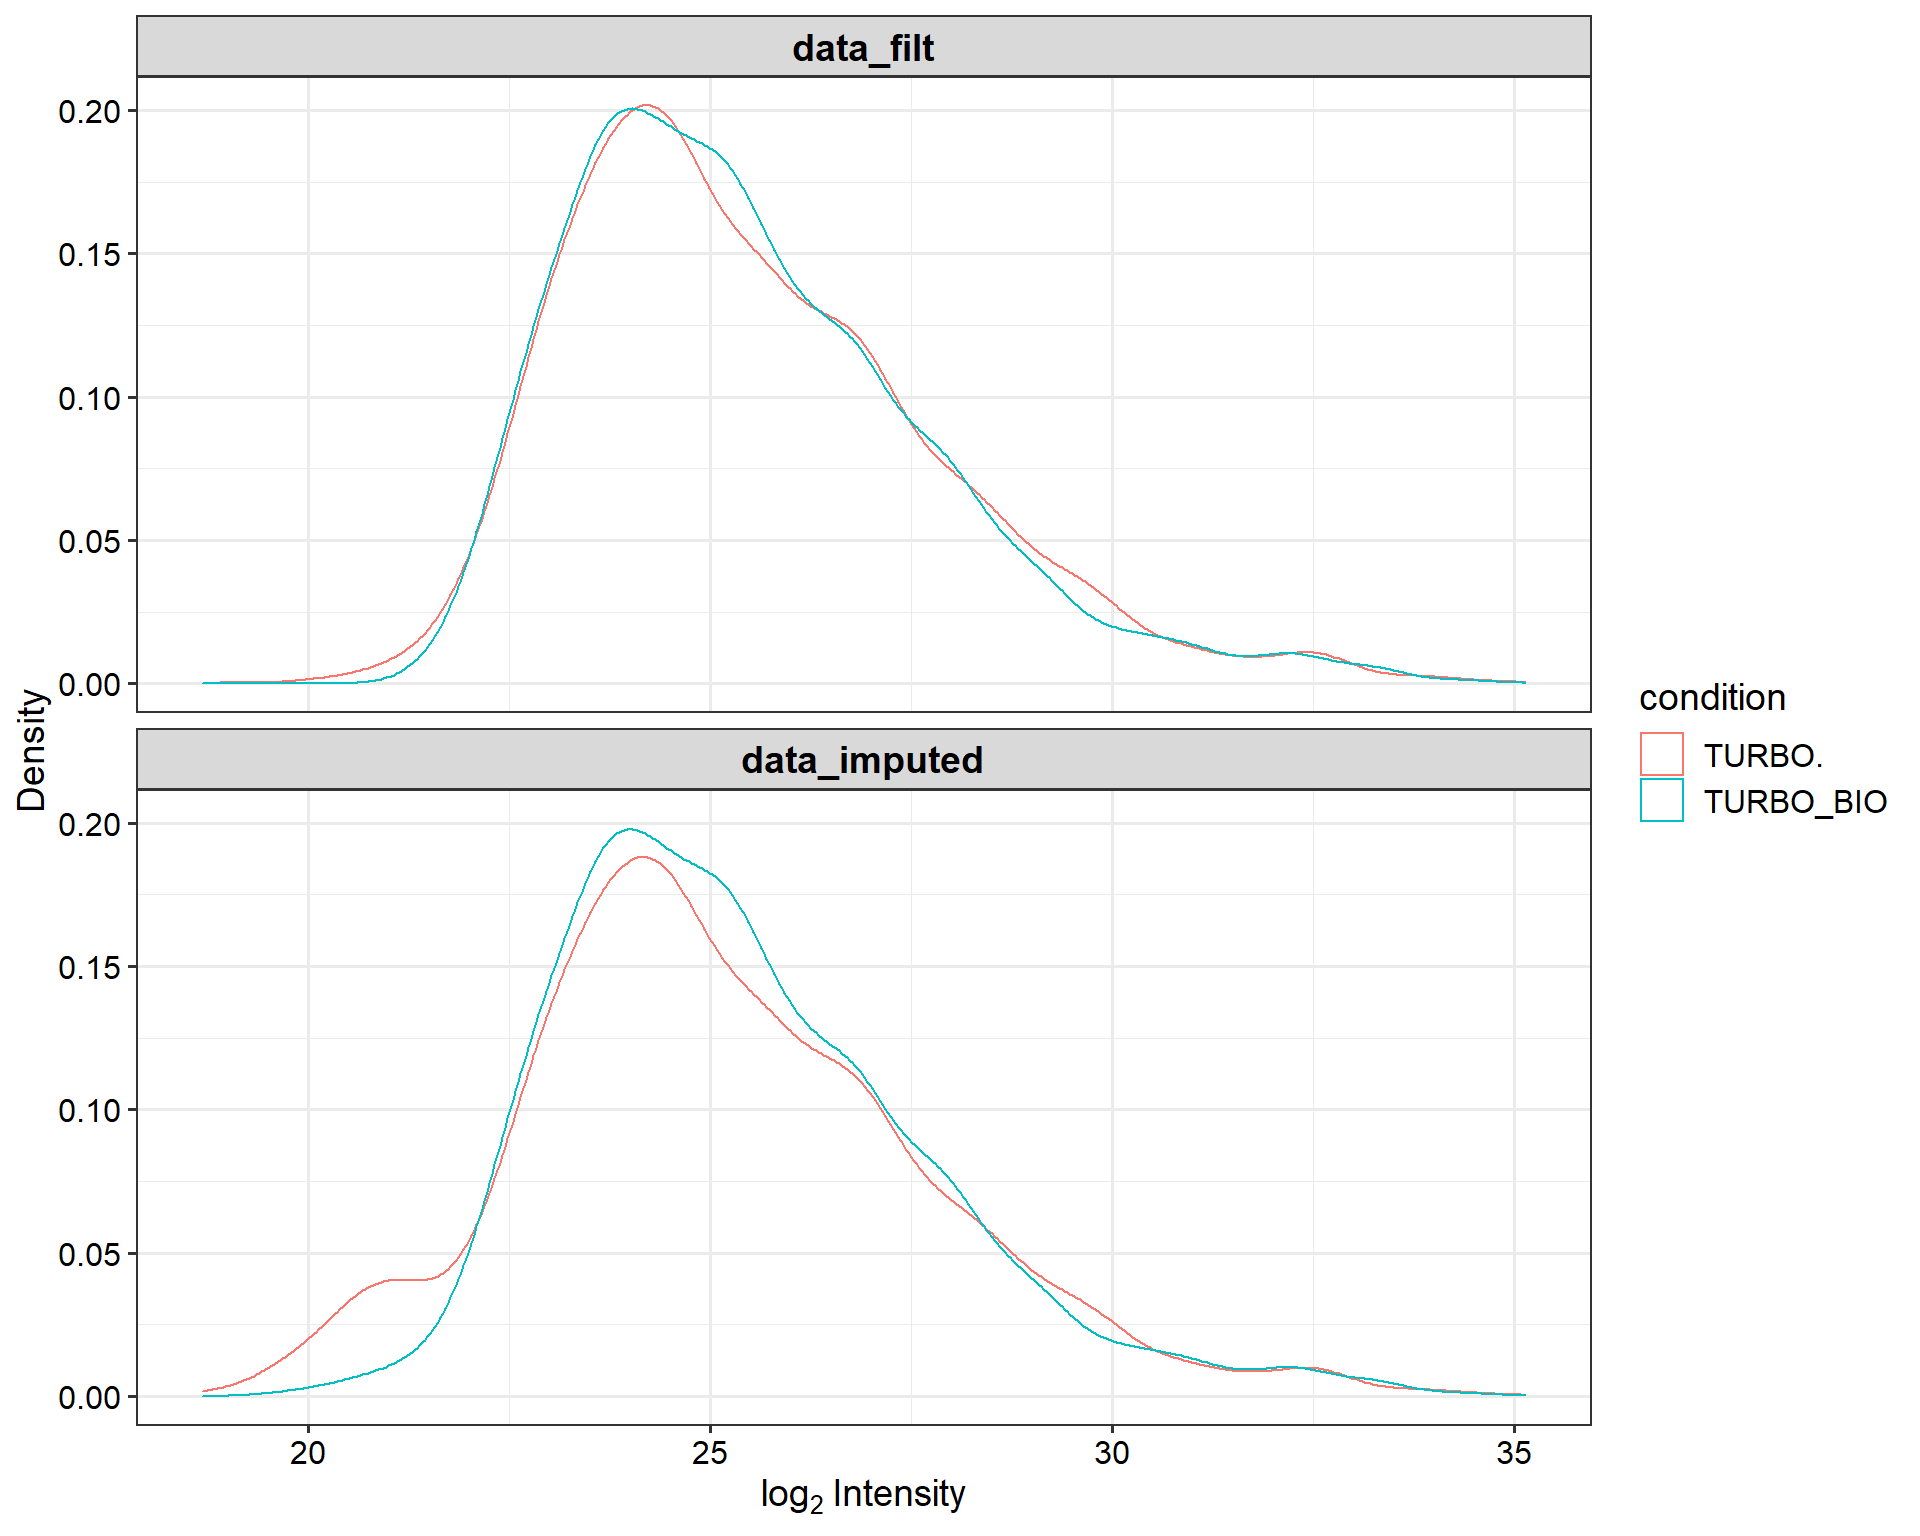 data_filt
0.20
0.15
0.10
0.05
0.00
data_imputed
0.20
0.15
0.10
0.05
0.00
20 25 30 35
log₂ Intensity
Density
condition
TURBO.
TURBO_BIO